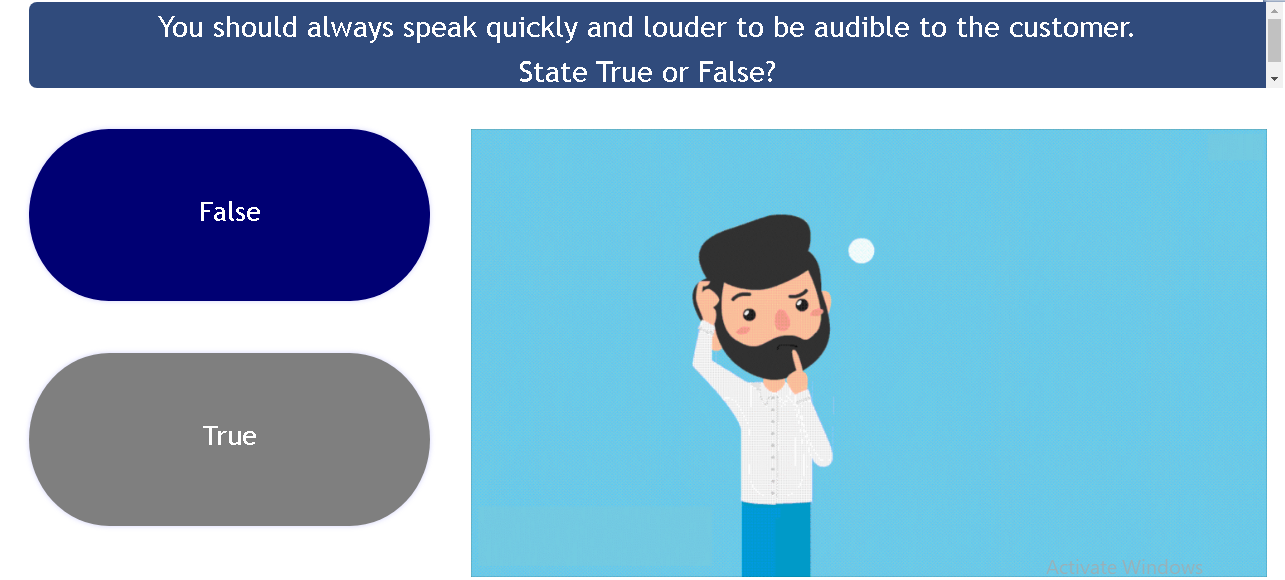 You should always speak quickly and louder to be audible to the customer.
State True or False?
False
True
Activate Windows